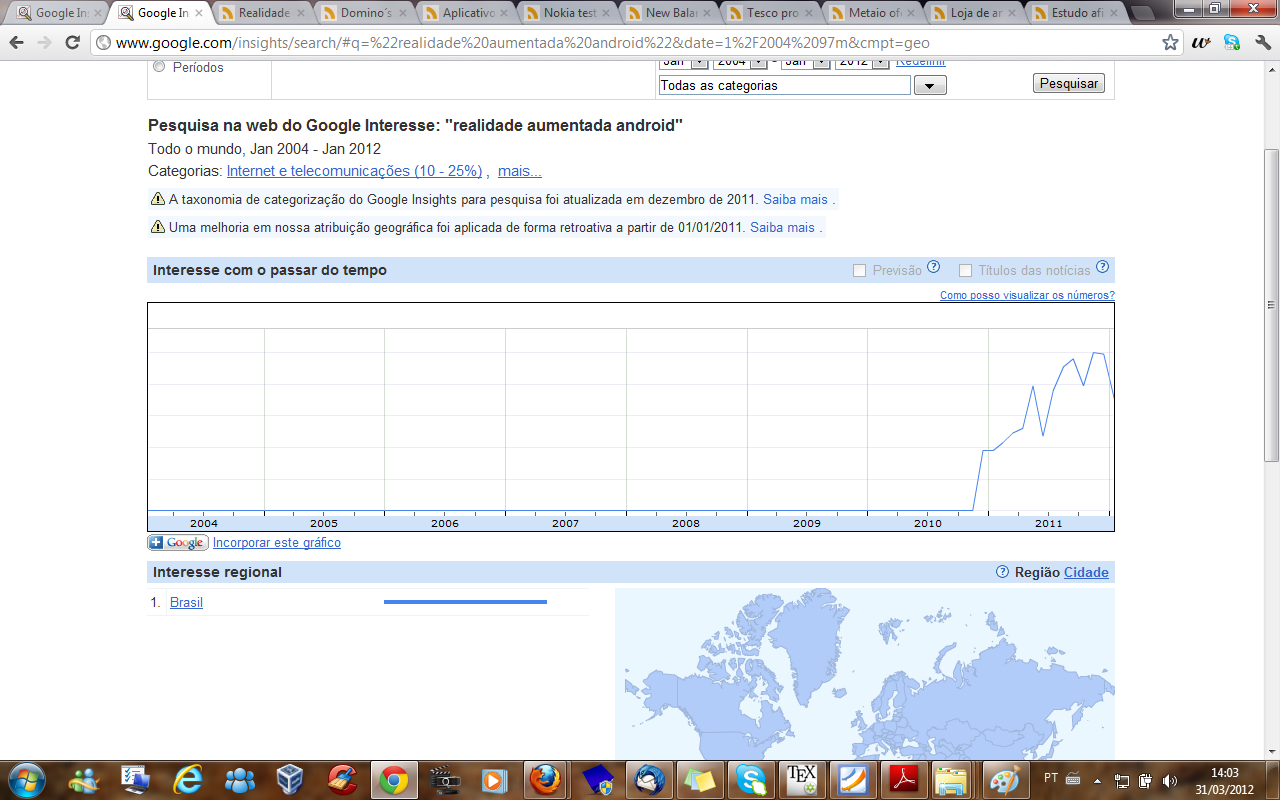 Google In
Google In
Realidade
Domino´s
Aplicativo
Nokia test
New Bala
Tesco pro
Metaio ofe
Loja de ar
Estudo afi
www.google.com/insights/search/#q=%22realidade%20aumentada%20android%22&date=1%2F2004%2097m&cmpt=geo
Períodos
Jan 2004 - Jan 2012 Redefinir
Todas as categorias
Pesquisar
Pesquisa na web do Google Interesse: "realidade aumentada android"
Todo o mundo, Jan 2004 - Jan 2012
Categorias: Internet e telecomunicações (10 - 25%) , mais...
A taxonomia de categorização do Google Insights para pesquisa foi atualizada em dezembro de 2011. Saiba mais .
Uma melhoria em nossa atribuição geográfica foi aplicada de forma retroativa a partir de 01/01/2011. Saiba mais .
Interesse com o passar do tempo
Previsão ? Títulos das notícias ?
Como posso visualizar os números?
2004 2005 2006 2007 2008 2009 2010 2011
Google Incorporar este gráfico
Interesse regional
? Região Cidade
1. Brasil
TEX
PT
14:03
31/03/2012